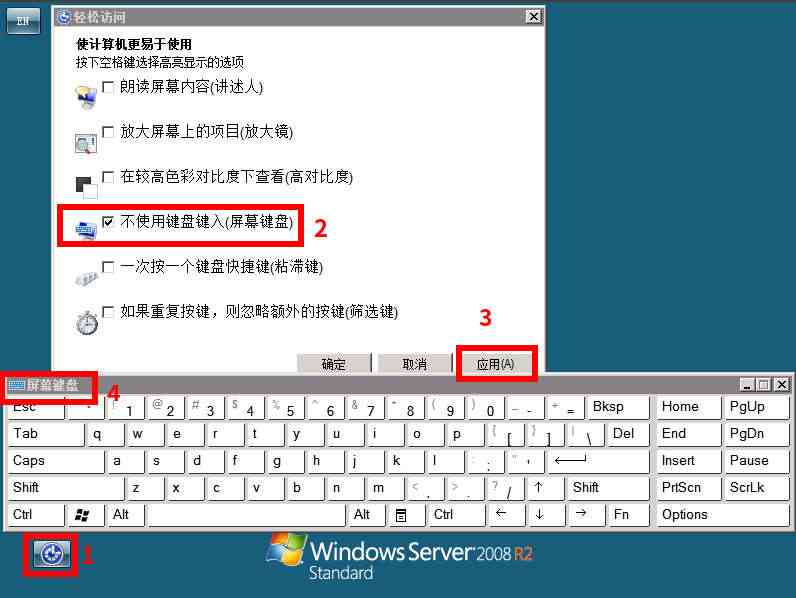 EN
轻松访问
使计算机更易于使用
按下空格键选择高亮显示的选项
朗读屏幕内容(讲述人)
放大屏幕上的项目(放大镜)
在较高色彩对比度下查看(高对比度)
不使用键盘键入(屏幕键盘)
2
一次按一个键盘快捷键(粘滞键)
如果重复按键，则忽略额外的按键(筛选键)
3
确定 取消 应用(A)
屏幕键盘
4
Esc ! 1 @ 2 # 3 $ 4 % 5 ^ 6 & 7 * 8 ( 9 ) 0 _ - + = Bksp Home PgUp
Tab q w e r t y u i o p { [ } ] | \ Del End PgDn
Caps a s d f g h j k l : ; " ' Insert Pause
Shift z x c v b n m < , > . ? / ↑ Shift PrtScn ScrLk
Ctrl Alt Alt Ctrl ← ↓ → Fn Options
1
Windows Server 2008 R2
Standard